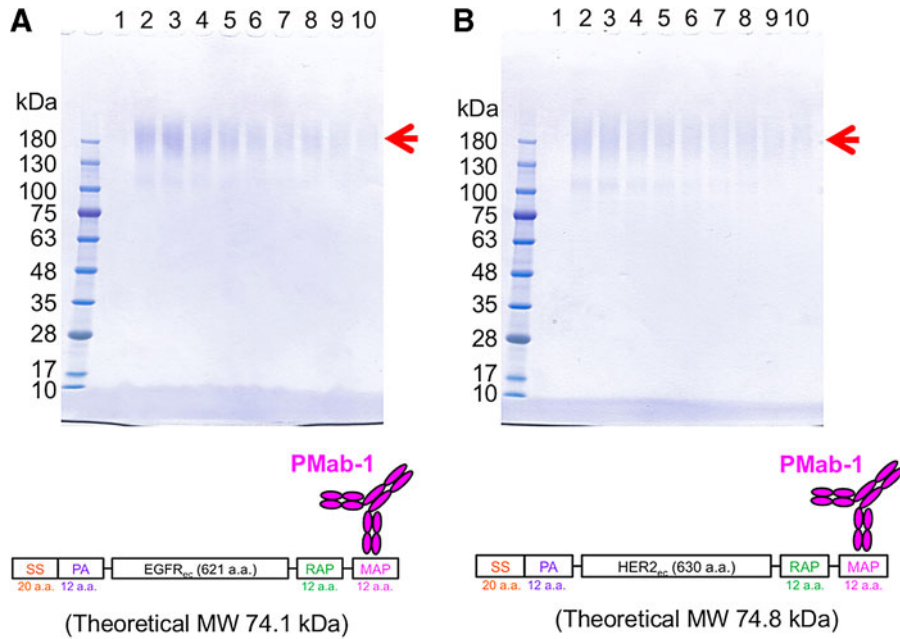 A
1 2 3 4 5 6 7 8 9 10
kDa
180
130
100
75
63
48
35
28
17
10
PMab-1
SS PA EGFRec (621 a.a.) RAP MAP
20 a.a. 12 a.a. 12 a.a. 12 a.a.
(Theoretical MW 74.1 kDa)
B
1 2 3 4 5 6 7 8 9 10
kDa
180
130
100
75
63
48
35
28
17
10
PMab-1
SS PA HER2ec (630 a.a.) RAP MAP
20 a.a. 12 a.a. 12 a.a. 12 a.a.
(Theoretical MW 74.8 kDa)